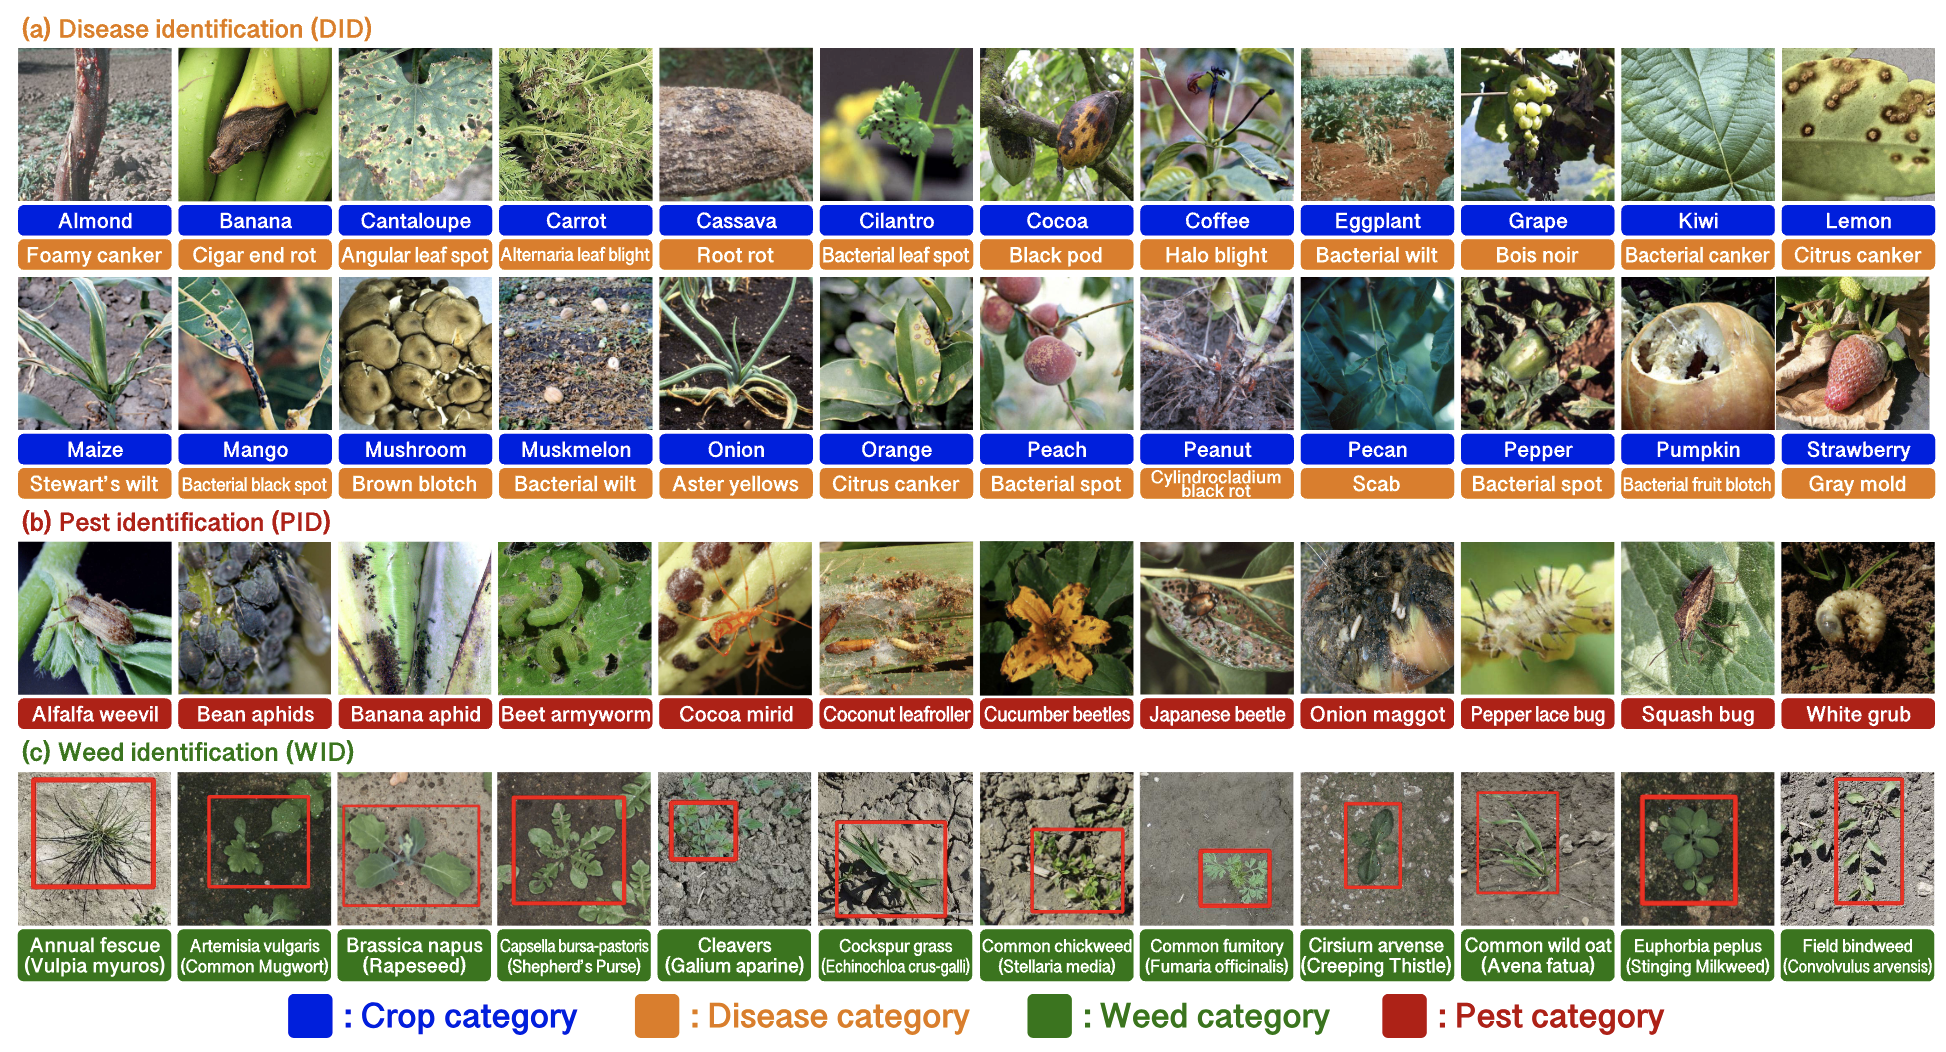 (a) Disease identification (DID)
Almond Banana Cantaloupe Carrot Cassava Cilantro Cocoa Coffee Eggplant Grape Kiwi Lemon
Foamy canker Cigar end rot Angular leaf spot Alternaria leaf blight Root rot Bacterial leaf spot Black pod Halo blight Bacterial wilt Bois noir Bacterial canker Citrus canker
Maize Mango Mushroom Muskmelon Onion Orange Peach Peanut Pecan Pepper Pumpkin Strawberry
Stewart's wilt Bacterial black spot Brown blotch Bacterial wilt Aster yellows Citrus canker Bacterial spot Cylindrocladium black rot Scab Bacterial spot Bacterial fruit blotch Gray mold
(b) Pest identification (PID)
Alfalfa weevil Bean aphids Banana aphid Beet armyworm Cocoa mirid Coconut leafroller Cucumber beetles Japanese beetle Onion maggot Pepper lace bug Squash bug White grub
(c) Weed identification (WID)
Annual fescue Artemisia vulgaris Brassica napus Capsella bursa-pastoris Cleavers Cockspur grass Common chickweed Common fumitory Cirsium arvense Common wild oat Euphorbia peplus Field bindweed
(Vulpia myuros) (Common Mugwort) (Rapeseed) (Shepherd's Purse) (Galium aparine) (Echinochloa crus-galli) (Stellaria media) (Fumaria officinalis) (Creeping Thistle) (Avena fatua) (Stinging Milkweed) (Convolvulus arvensis)
: Crop category : Disease category : Weed category : Pest category